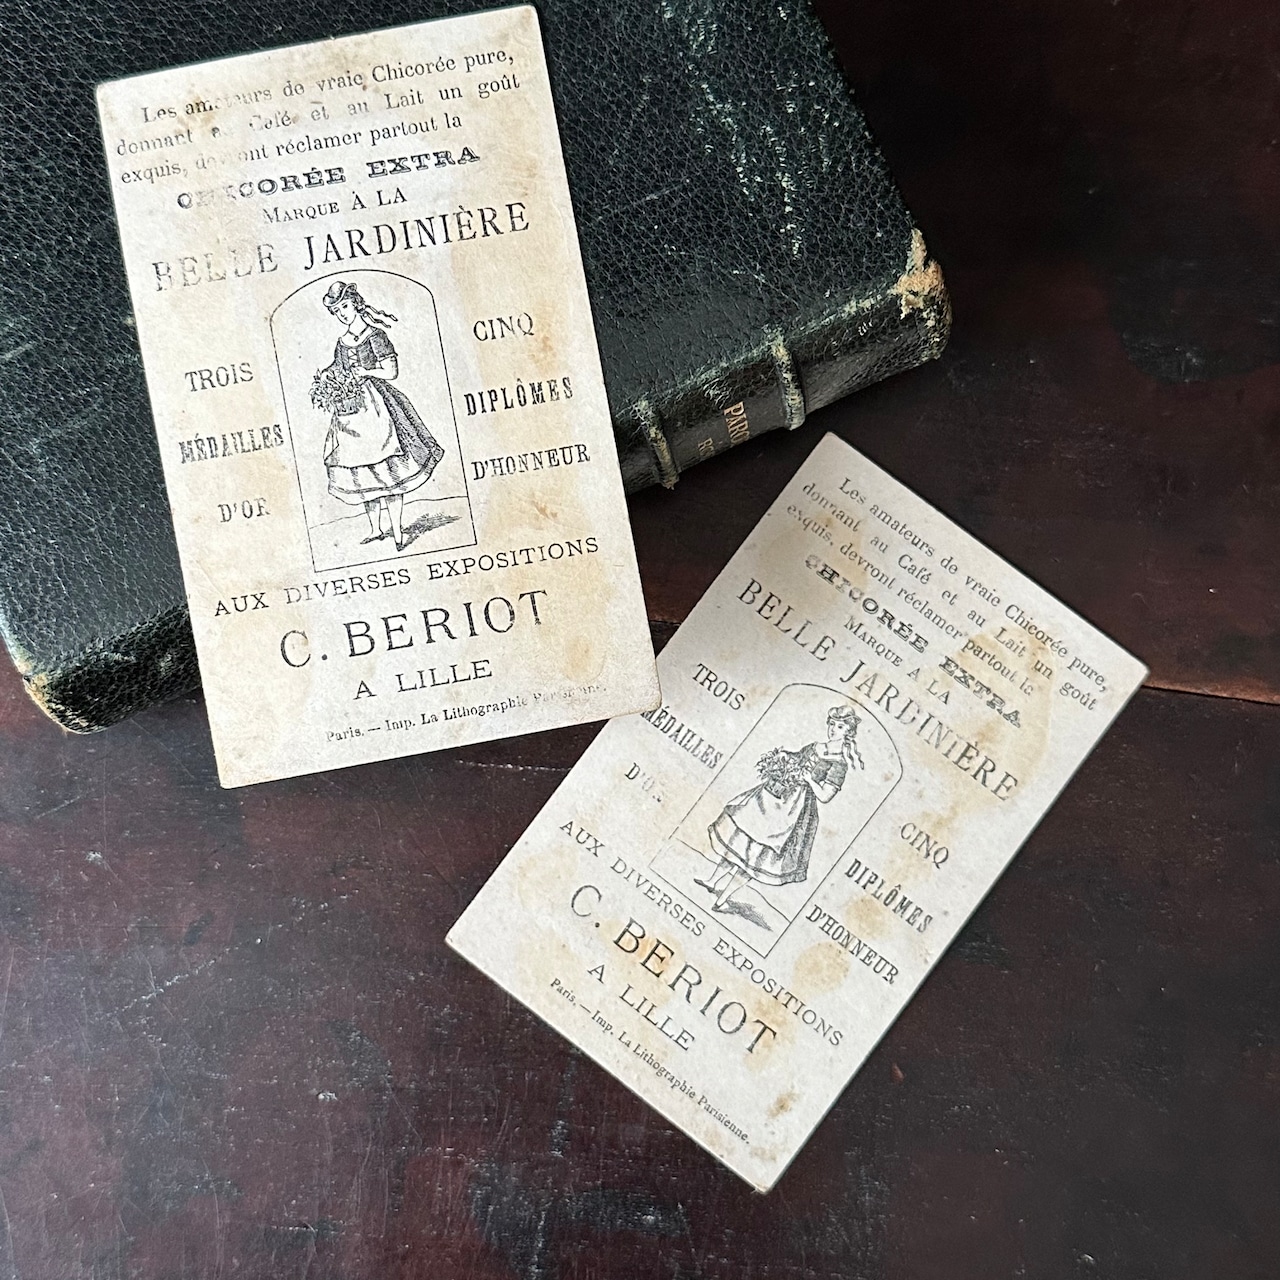 Les amateurs de vraie Chicorée pure,
donnant au Café et au Lait un goût
exquis, devront réclamer partout la
CHICORÉE EXTRA
MARQUE À LA
BELLE JARDINIÈRE
TROIS
MÉDAILLES
D'OR
CINQ
DIPLÔMES
D'HONNEUR
AUX DIVERSES EXPOSITIONS
C. BERIOT
A LILLE
Paris. — Imp. La Lithographie Parisienne.
PARO
Les amateurs de vraie Chicorée pure,
donnant au Café et au Lait un goût
exquis, devront réclamer partout la
CHICORÉE EXTRA
MARQUE A LA
BELLE JARDINIÈRE
TROIS
MÉDAILLES
D'OR
CINQ
DIPLÔMES
D'HONNEUR
AUX DIVERSES EXPOSITIONS
C. BERIOT
A LILLE
Paris. — Imp. La Lithographie Parisienne.